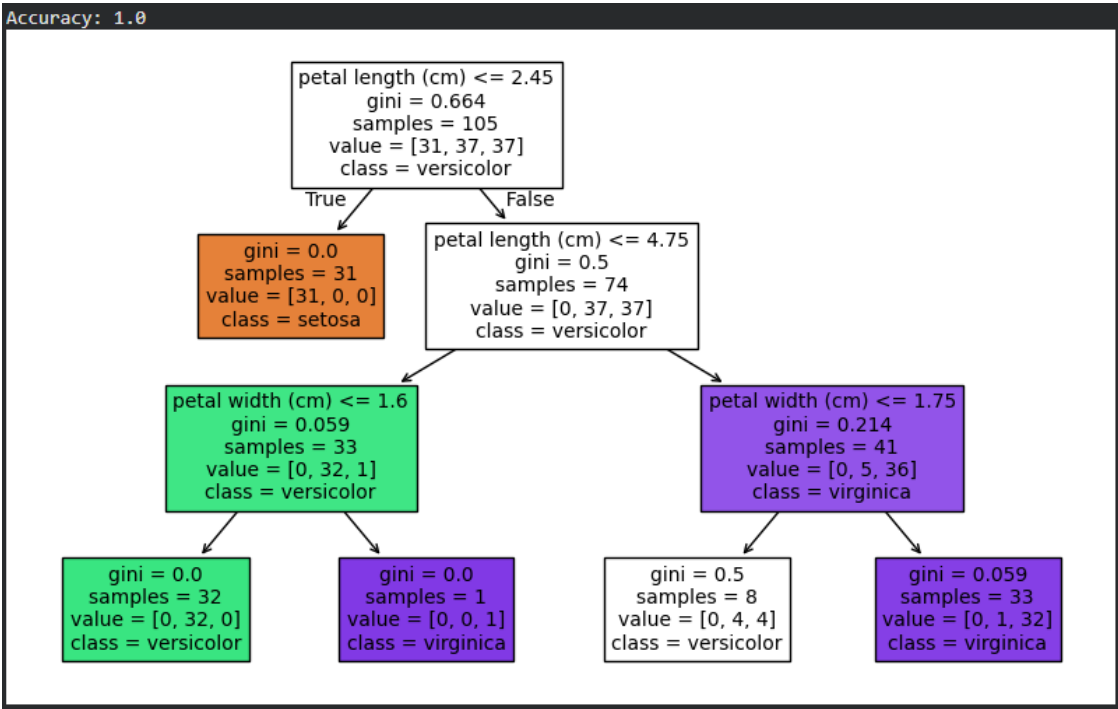 Accuracy: 1.0
petal length (cm) <= 2.45
gini = 0.664
samples = 105
value = [31, 37, 37]
class = versicolor
True
False
gini = 0.0
samples = 31
value = [31, 0, 0]
class = setosa
petal length (cm) <= 4.75
gini = 0.5
samples = 74
value = [0, 37, 37]
class = versicolor
petal width (cm) <= 1.6
gini = 0.059
samples = 33
value = [0, 32, 1]
class = versicolor
petal width (cm) <= 1.75
gini = 0.214
samples = 41
value = [0, 5, 36]
class = virginica
gini = 0.0
samples = 32
value = [0, 32, 0]
class = versicolor
gini = 0.0
samples = 1
value = [0, 0, 1]
class = virginica
gini = 0.5
samples = 8
value = [0, 4, 4]
class = versicolor
gini = 0.059
samples = 33
value = [0, 1, 32]
class = virginica